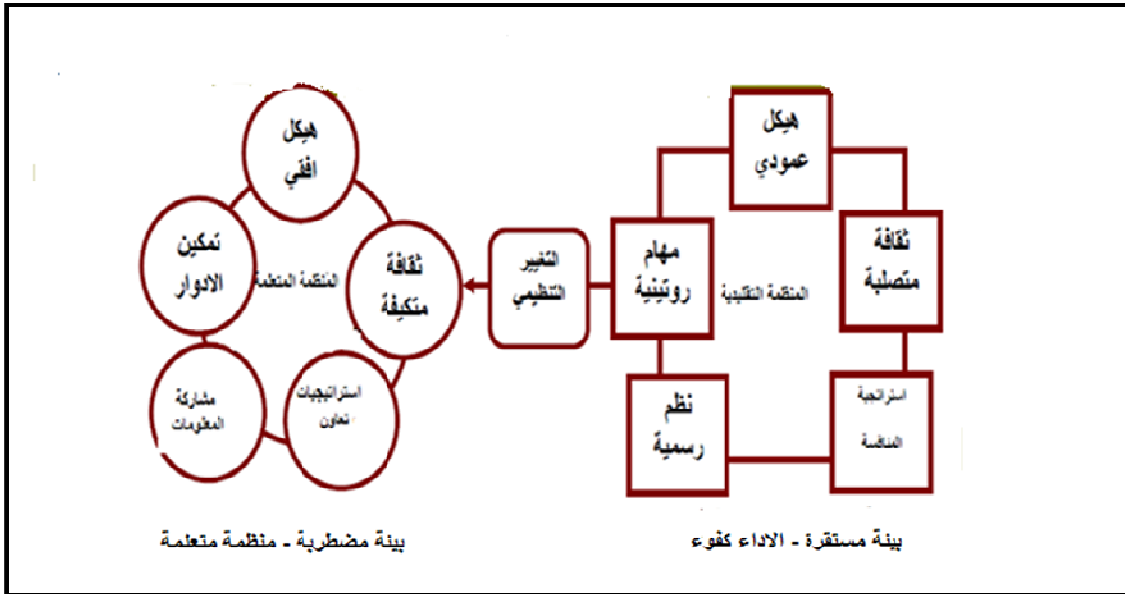 هيكل
عمودي
ثقافة
متصلبة
استراتجية
المنافسة
نظم
رسمية
مهام
روتينية
المنظمة التقليدية
التغيير
التنظيمي
هيكل
افقي
ثقافة
متكيفة
استراتيجيات
تعاون
مشاركة
المعلومات
تمكين
الادوار
المنظمة المتعلمة
بيئة مستقرة - الاداء كفوء
بيئة مضطربة - منظمة متعلمة